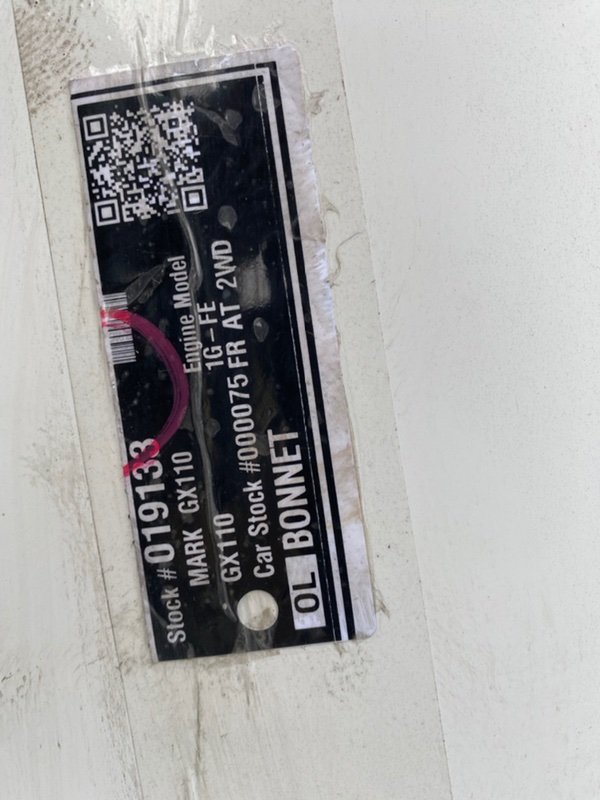 Stock # 019133
MARK GX110 Engine Model
GX110 1G-FE
Car Stock #000075 FR AT 2WD
OL BONNET